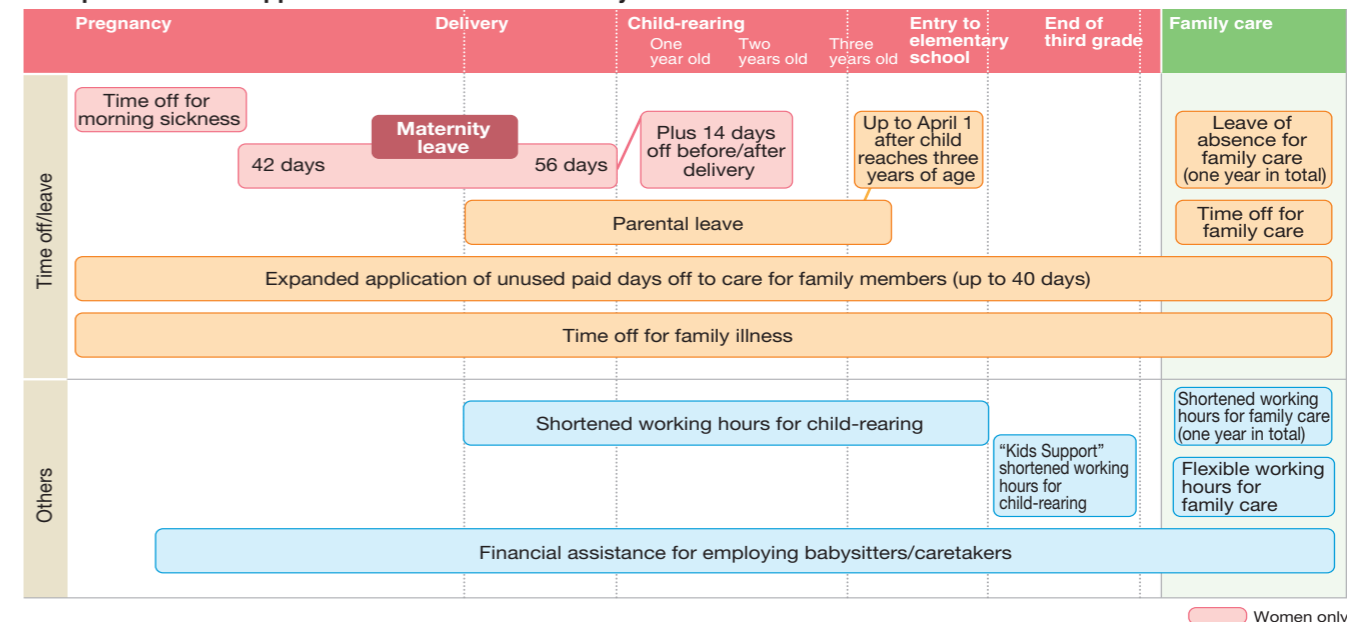 Pregnancy
Delivery
Child-rearing
One
year old
Two
years old
Three
years old
Entry to
elementary
school
End of
third grade
Family care
Time off/leave
Time off for
morning sickness
Maternity
leave
42 days
56 days
Plus 14 days
off before/after
delivery
Up to April 1
after child
reaches three
years of age
Leave of
absence for
family care
(one year in total)
Parental leave
Time off for
family care
Expanded application of unused paid days off to care for family members (up to 40 days)
Time off for family illness
Others
Shortened working hours for child-rearing
Shortened working
hours for family care
(one year in total)
“Kids Support”
shortened working
hours for
child-rearing
Flexible working
hours for
family care
Financial assistance for employing babysitters/caretakers
Women only